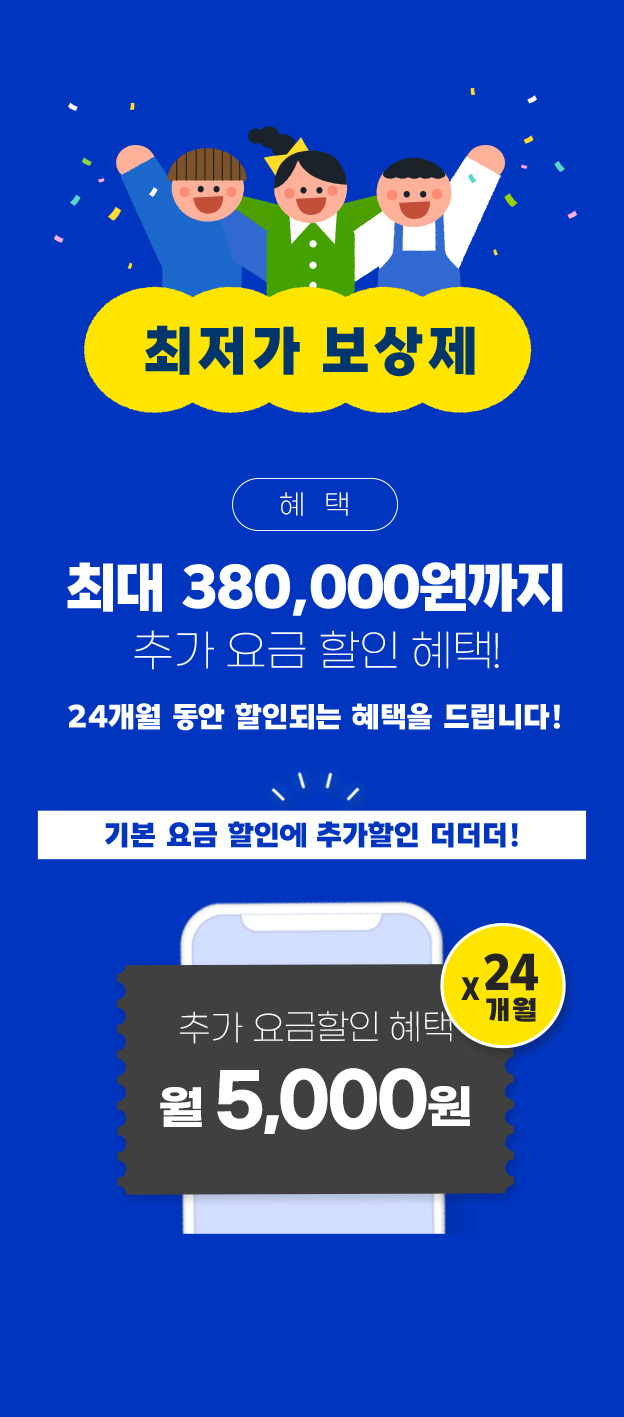 최저가 보상제
혜 택
최대 380,000원까지
추가 요금 할인 혜택!
24개월 동안 할인되는 혜택을 드립니다!
기본 요금 할인에 추가할인 더더더!
x 24
개월
추가 요금할인 혜택
월 5,000원